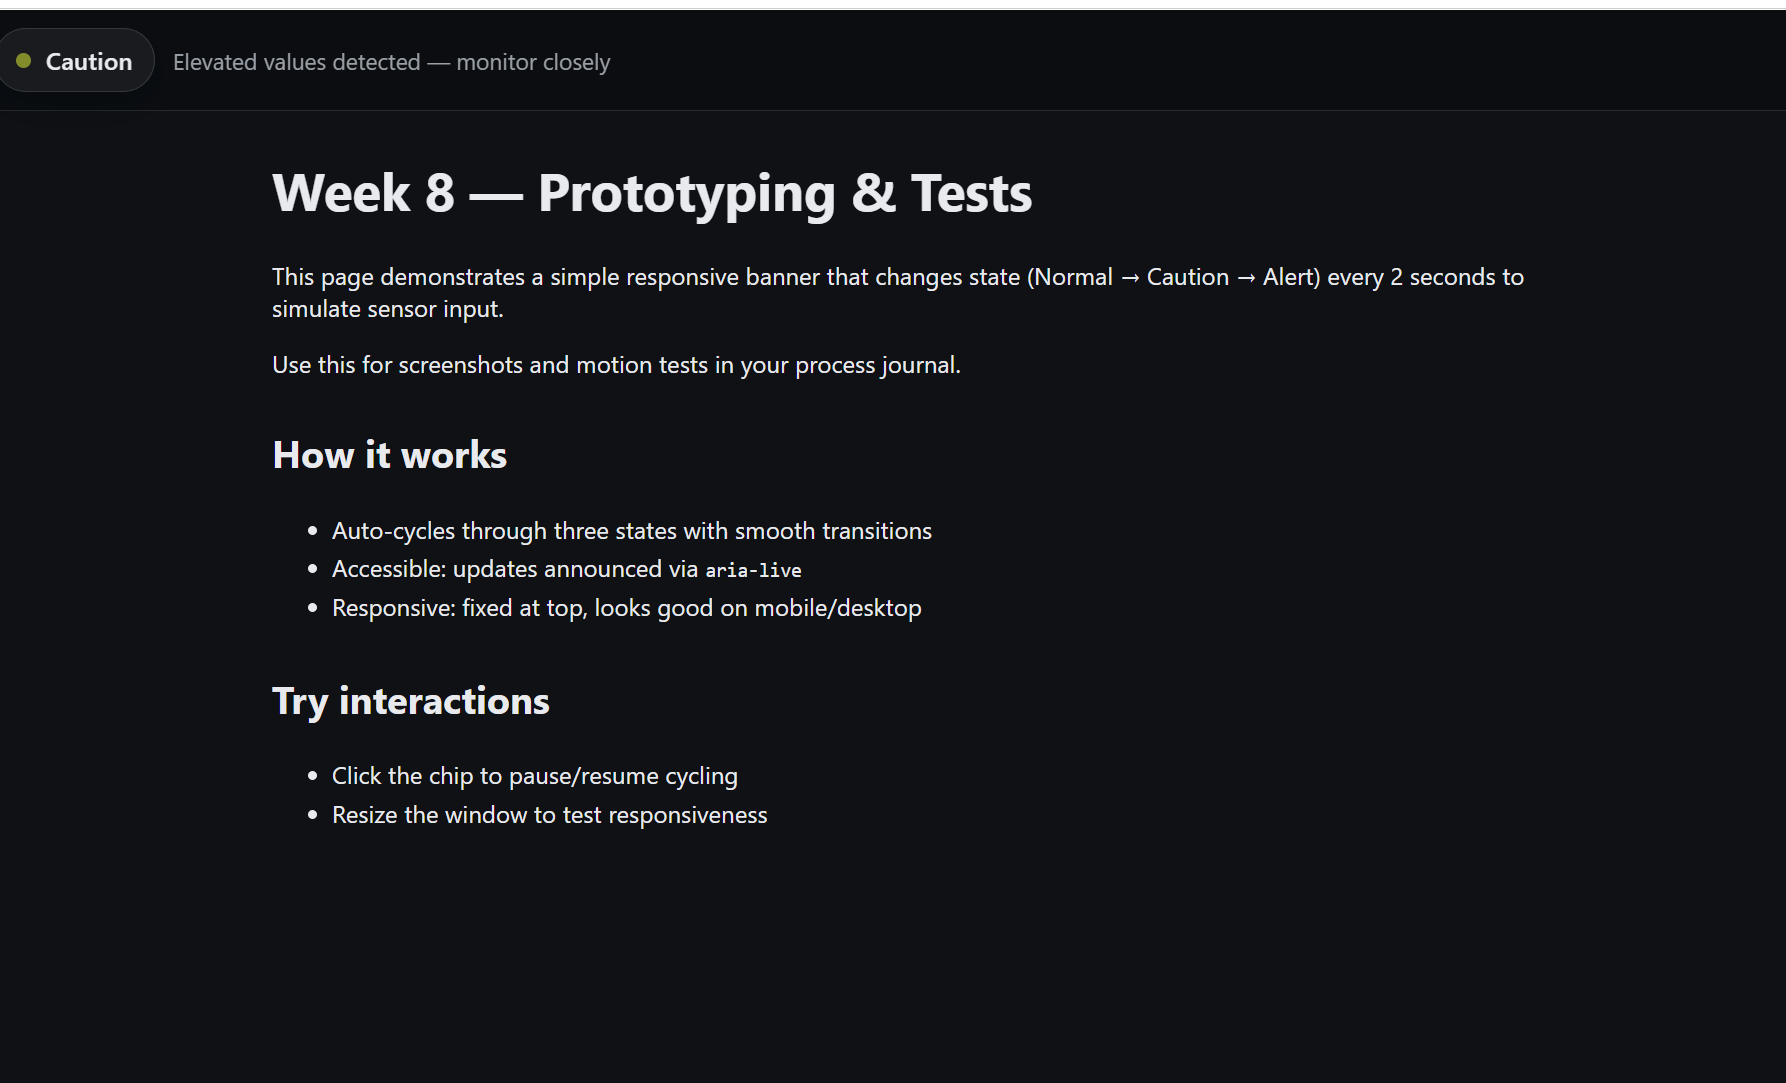 Caution
Elevated values detected — monitor closely
Week 8 — Prototyping & Tests
This page demonstrates a simple responsive banner that changes state (Normal → Caution → Alert) every 2 seconds to
simulate sensor input.
Use this for screenshots and motion tests in your process journal.
How it works
Auto-cycles through three states with smooth transitions
Accessible: updates announced via aria-live
Responsive: fixed at top, looks good on mobile/desktop
Try interactions
Click the chip to pause/resume cycling
Resize the window to test responsiveness